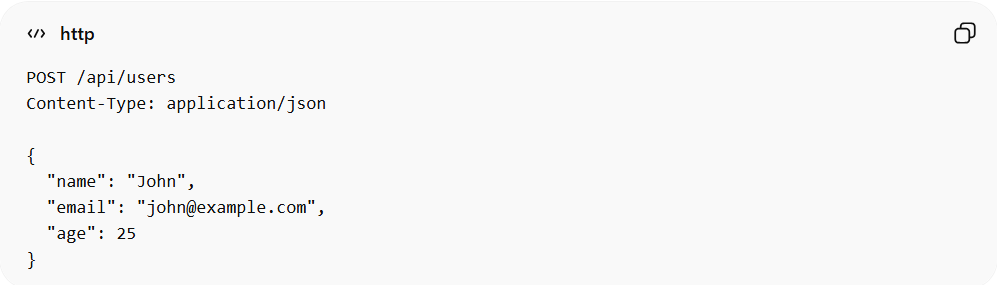 http
POST /api/users
Content-Type: application/json
{
  "name": "John",
  "email": "john@example.com",
  "age": 25
}